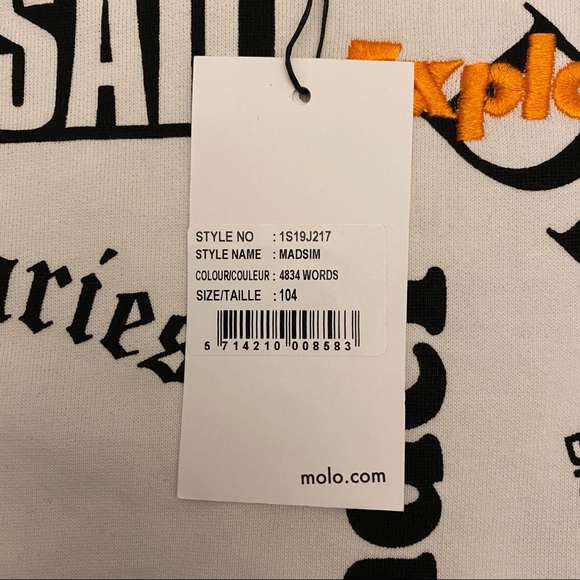 SAIL
Explo
STYLE NO : 1S19J217
STYLE NAME : MADSIM
COLOUR/COULEUR : 4834 WORDS
SIZE/TAILLE : 104
5 714210 008583
aries
molo.com